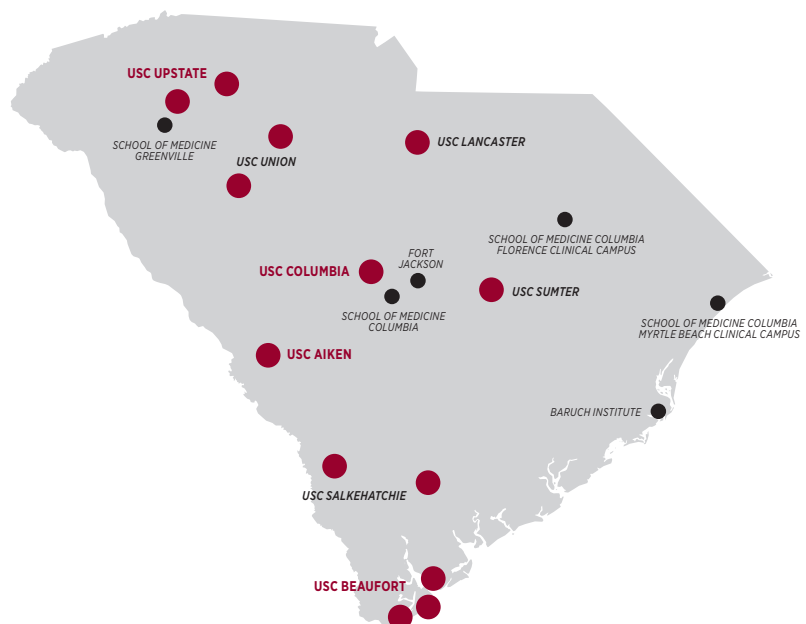 USC UPSTATE
SCHOOL OF MEDICINE
GREENVILLE
USC UNION
USC LANCASTER
SCHOOL OF MEDICINE COLUMBIA
FLORENCE CLINICAL CAMPUS
FORT
JACKSON
USC COLUMBIA
USC SUMTER
SCHOOL OF MEDICINE
COLUMBIA
SCHOOL OF MEDICINE COLUMBIA
MYRTLE BEACH CLINICAL CAMPUS
USC AIKEN
BARUCH INSTITUTE
USC SALKEHATCHIE
USC BEAUFORT